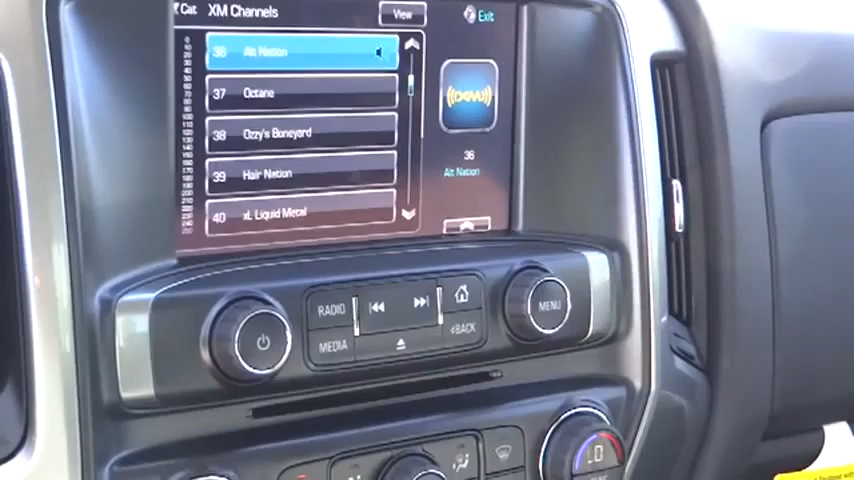 Cat XM Channels View Exit
36 Alt Nation
37 Octane
38 Ozzy's Boneyard
39 Hair Nation
40 xL Liquid Metal
((XM))
36
Alt Nation
RADIO
MEDIA
MENU
BACK